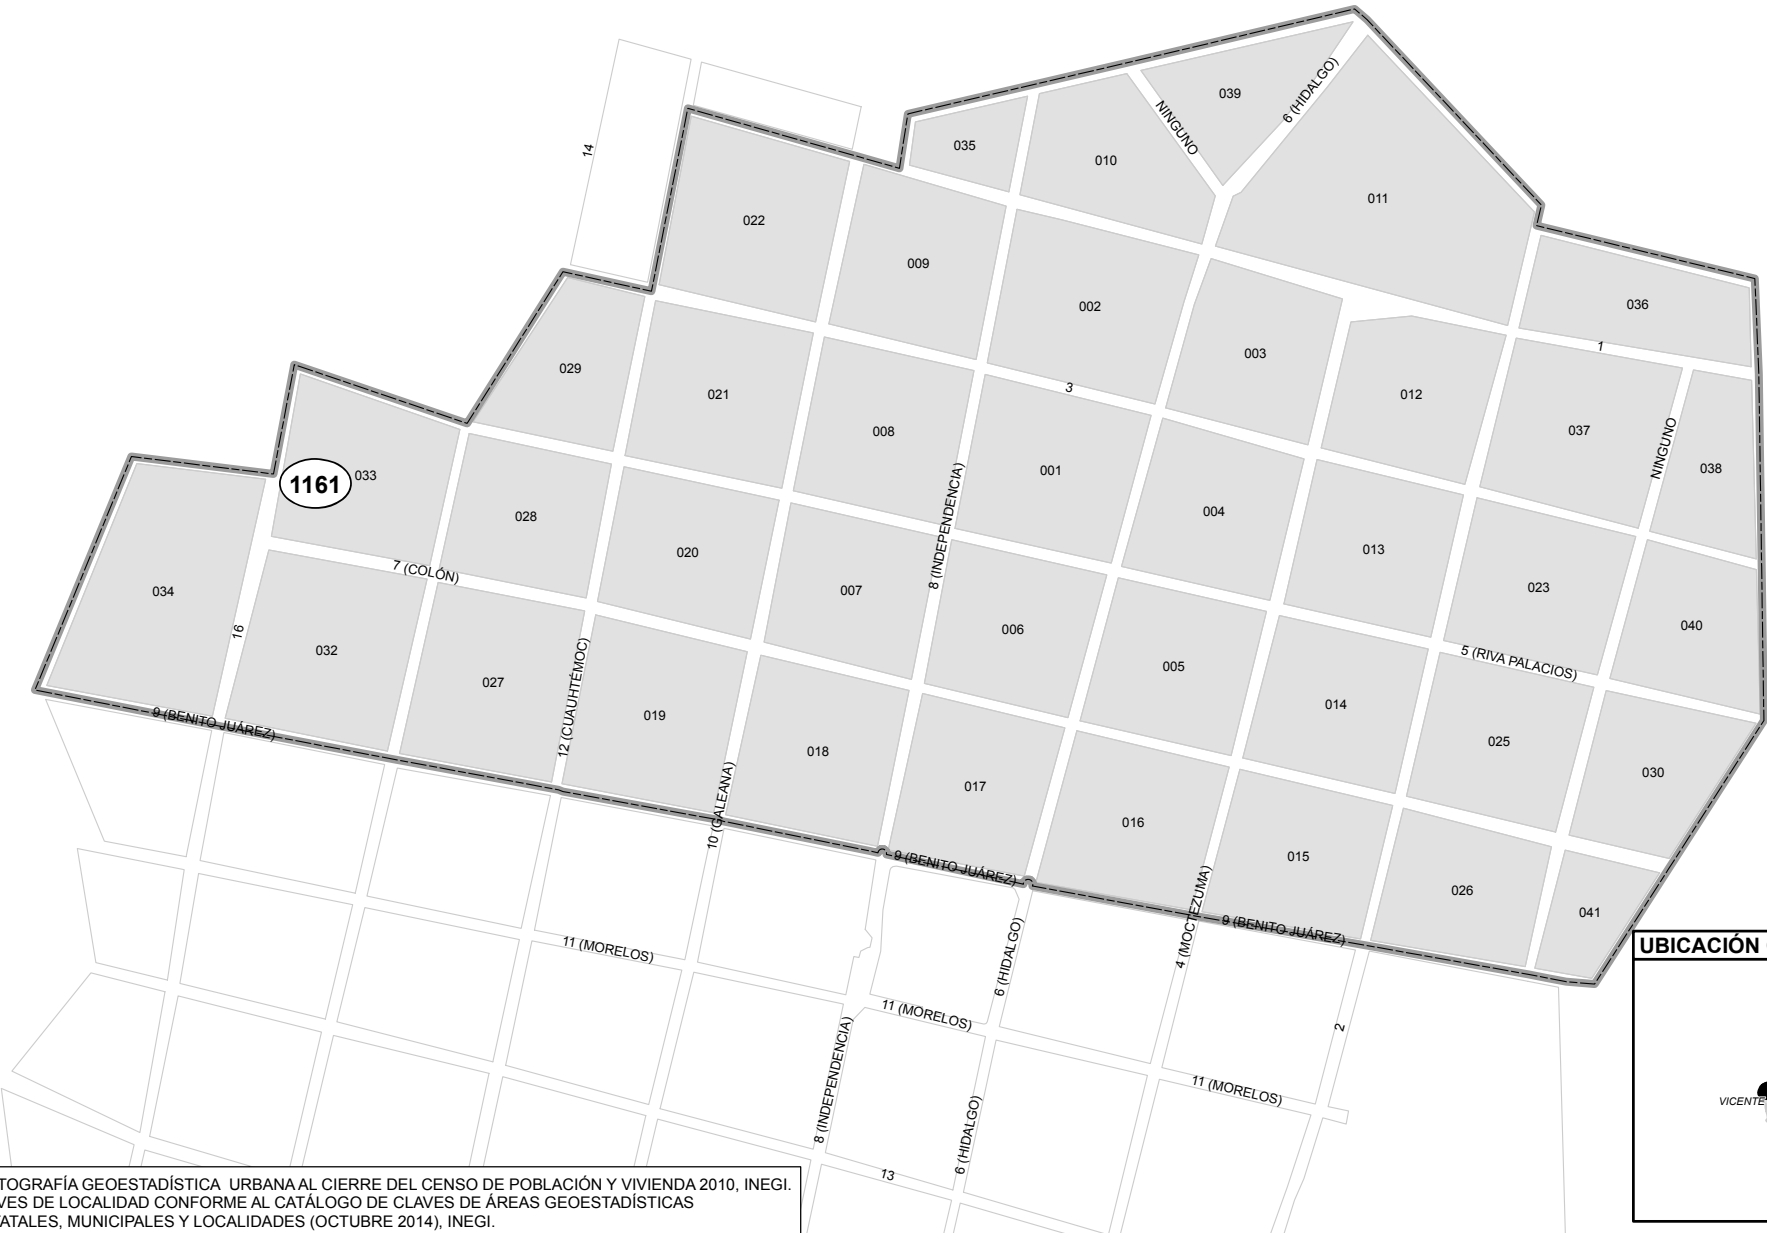 039
6 (HIDALGO)
NINGUNO
035
010
14
011
022
009
036
002
1
003
029
3
021
012
008
037
NINGUNO
001
038
033
1161
8 (INDEPENDENCIA)
004
028
013
020
7 (COLÓN)
023
034
007
040
16
006
032
5 (RIVA PALACIOS)
005
027
12 (CUAUHTÉMOC)
014
019
9 (BENITO JUÁREZ)
025
018
030
017
10 (GALEANA)
016
015
9 (BENITO JUÁREZ)
026
4 (MOCTEZUMA)
041
9 (BENITO JUÁREZ)
11 (MORELOS)
6 (HIDALGO)
UBICACIÓN
11 (MORELOS)
2
8 (INDEPENDENCIA)
11 (MORELOS)
VICENTE
6 (HIDALGO)
13
TOGRAFÍA GEOESTADÍSTICA URBANA AL CIERRE DEL CENSO DE POBLACIÓN Y VIVIENDA 2010, INEGI.
VES DE LOCALIDAD CONFORME AL CATÁLOGO DE CLAVES DE ÁREAS GEOESTADÍSTICAS
ATALES, MUNICIPALES Y LOCALIDADES (OCTUBRE 2014), INEGI.